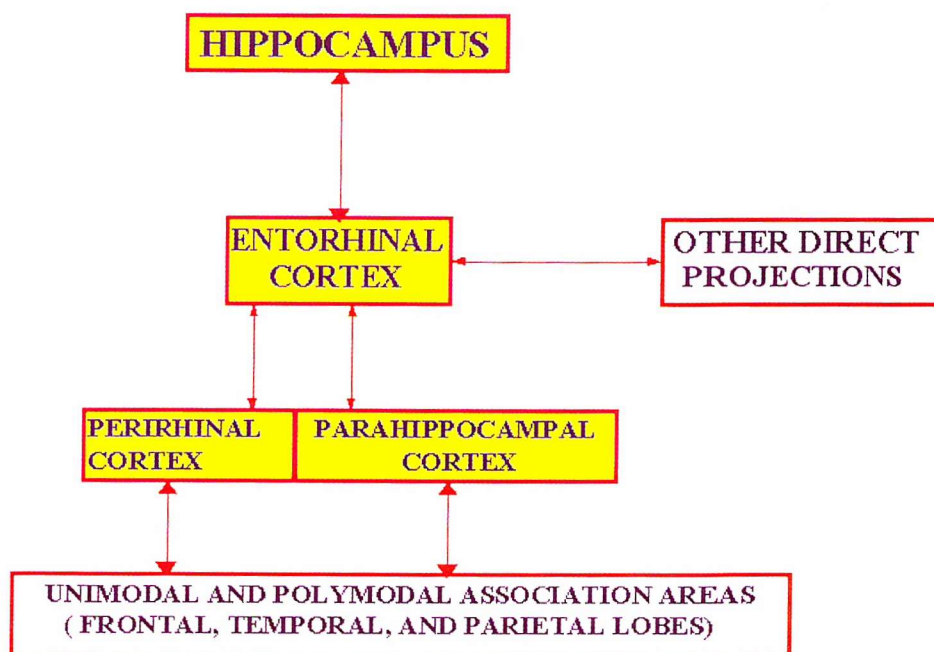 HIPPOCAMPUS
ENTORHINAL
CORTEX
OTHER DIRECT
PROJECTIONS
PERIRHINAL
CORTEX
PARAHIPPOCAMPAL
CORTEX
UNIMODAL AND POLYMODAL ASSOCIATION AREAS
( FRONTAL, TEMPORAL, AND PARIETAL LOBES)